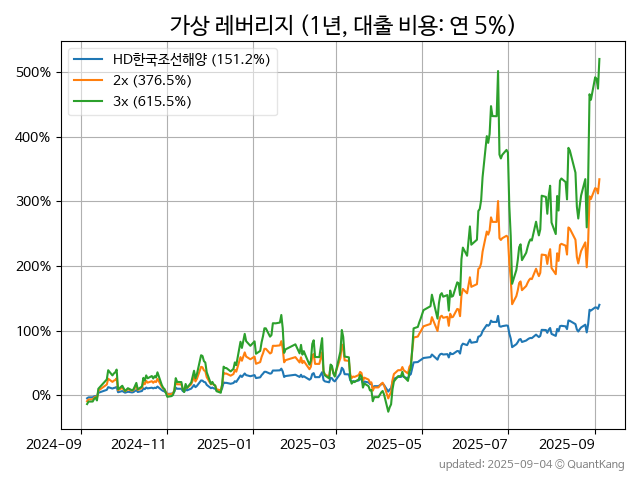 가상 레버리지 (1년, 대출 비용: 연 5%)
HD한국조선해양 (151.2%)
2x (376.5%)
3x (615.5%)
500%
400%
300%
200%
100%
0%
2024-09 2024-11 2025-01 2025-03 2025-05 2025-07 2025-09
updated: 2025-09-04 © QuantKang